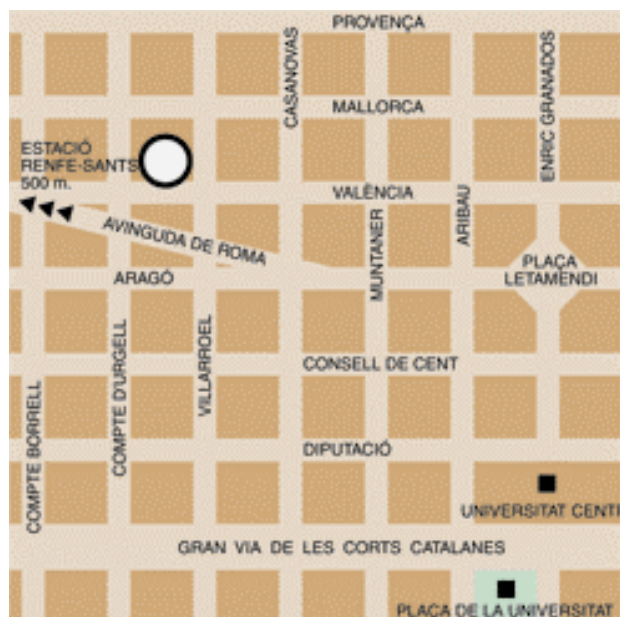 PROVENÇA
CASANOVAS
ENRIC GRANADOS
MALLORCA
ESTACIÓ
RENFE-SANTS
500 m.
VALÈNCIA
ARIBAU
MUNTANER
AVINGUDA DE ROMA
PLAÇA
LETAMENDI
ARAGÓ
VILLARROEL
COMPTE D'URGELL
CONSELL DE CENT
COMPTE BORRELL
DIPUTACIÓ
UNIVERSITAT CENT
GRAN VIA DE LES CORTS CATALANES
PLAÇA DE LA UNIVERSITAT